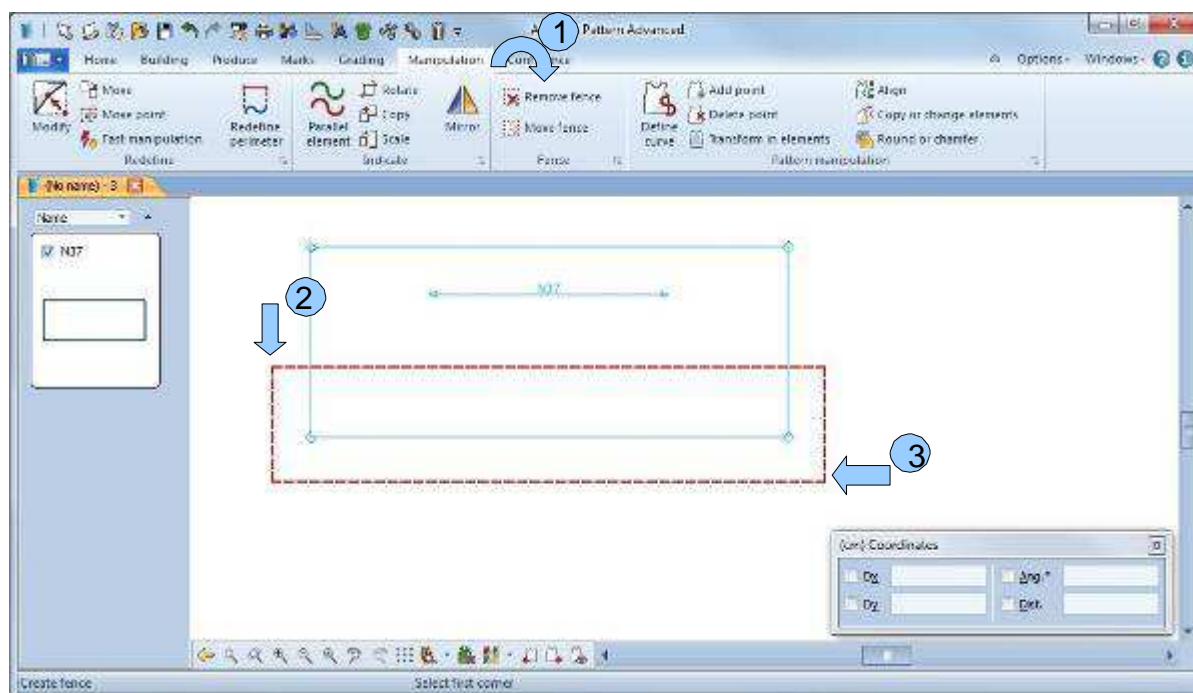 1
Pattern Advanced
Home Building Produce Marks Grading Manipulation
Options Windows
Modify
Move
Move point
Fast manipulation
Redefine
Redefine perimeter
Parallel element
Rotate
Copy
Scale
Mirror
Indicate
Remove fence
Move fence
Fence
Define curve
Add point
Delete point
Transform in elements
Align
Copy or change elements
Round or chamfer
Pattern manipulation
(No name) - 3
Name
N37
N37
2
3
(cm) Coordinates
Dx
Ang.°
Dy
Dist.
Create fence
Select first corner